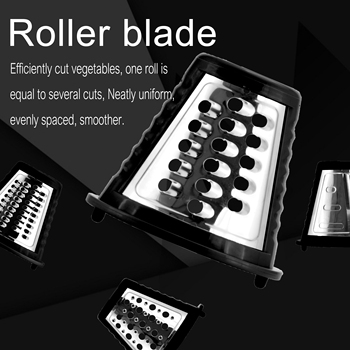 Roller blade
Efficiently cut vegetables, one roll is
equal to several cuts, Neatly uniform,
evenly spaced, smoother.